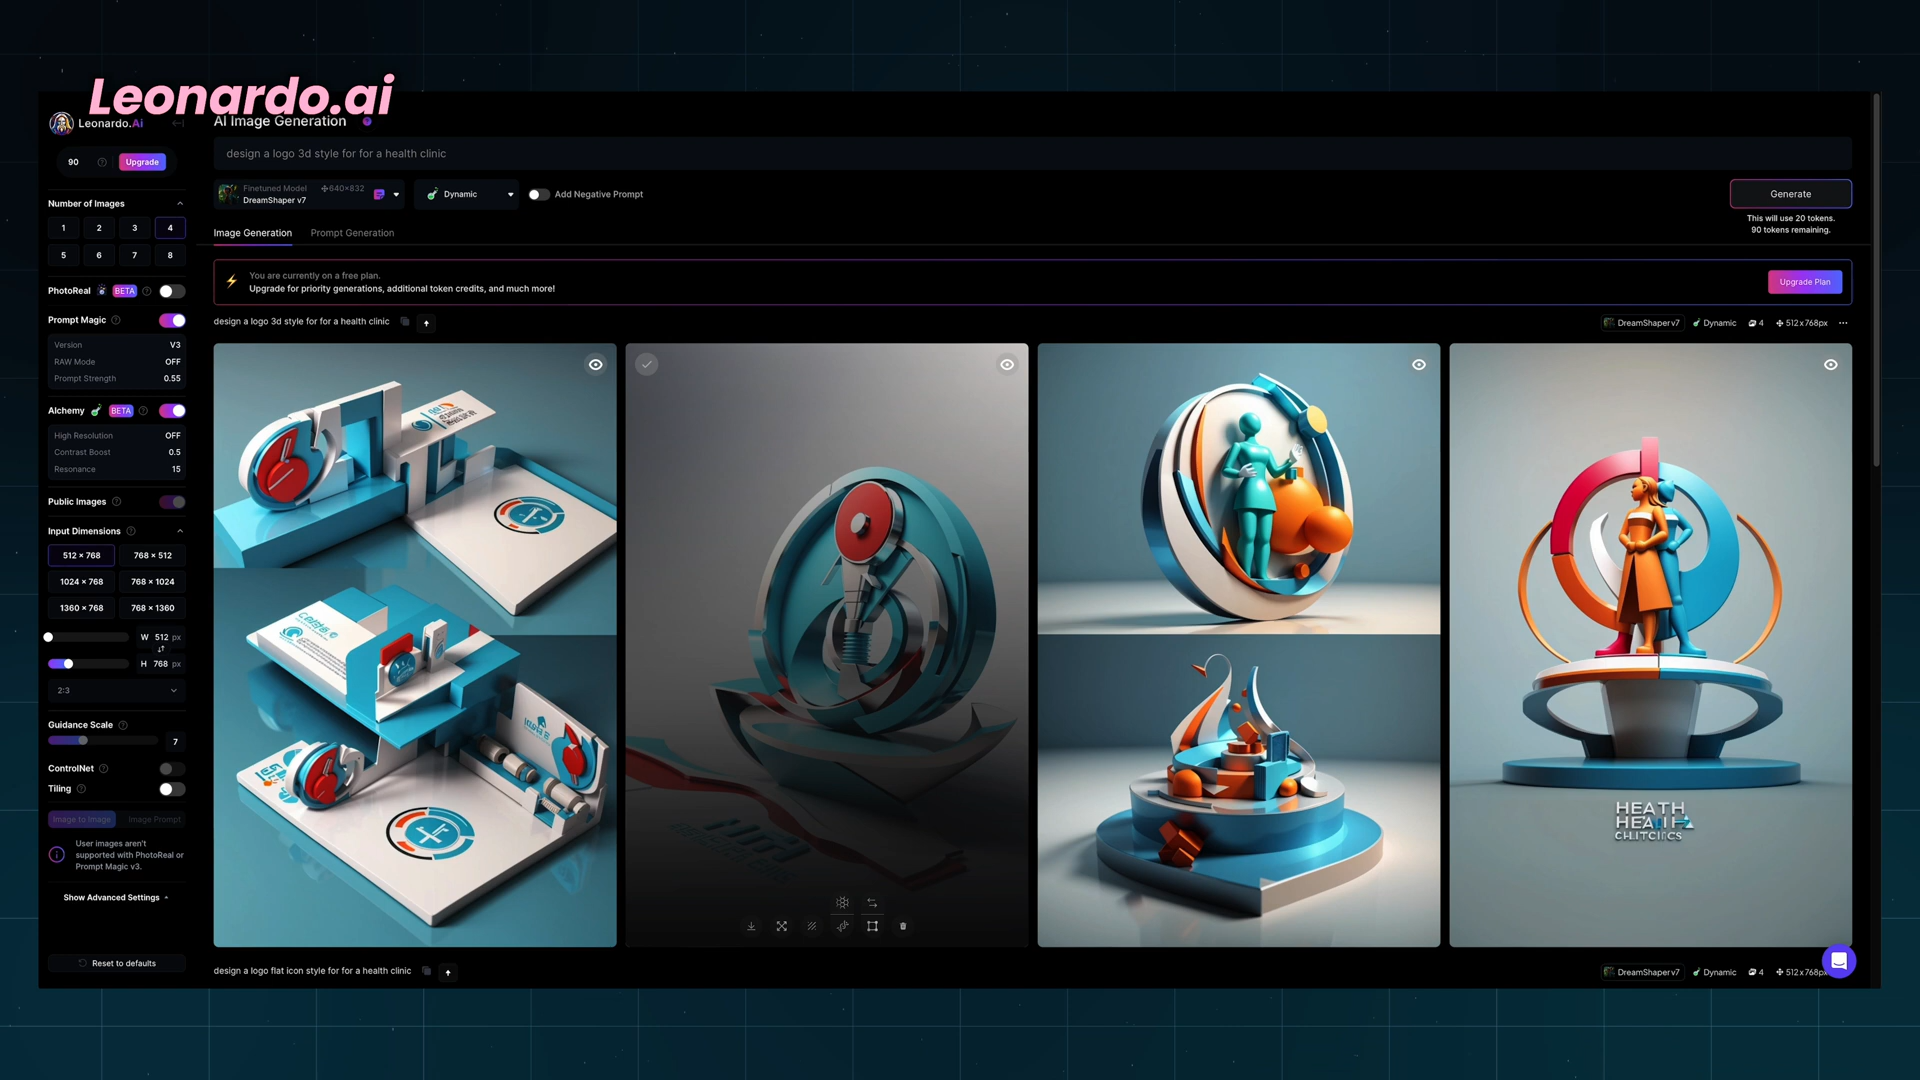 Leonardo.ai
Leonardo.Ai
AI Image Generation
design a logo 3d style for for a health clinic
90
Upgrade
Finetuned Model
640×832
DreamShaper v7
Dynamic
Add Negative Prompt
Generate
This will use 20 tokens.
90 tokens remaining.
Number of Images
1 2 3 4
5 6 7 8
Image Generation
Prompt Generation
You are currently on a free plan.
Upgrade for priority generations, additional token credits, and much more!
Upgrade Plan
PhotoReal BETA
Prompt Magic
Version V3
RAW Mode OFF
Prompt Strength 0.55
Alchemy BETA
High Resolution OFF
Contrast Boost 0.5
Resonance 15
Public Images
Input Dimensions
512 × 768
768 × 512
1024 × 768
768 × 1024
1360 × 768
768 × 1360
W 512 px
H 768 px
2:3
Guidance Scale
7
ControlNet
Tiling
Image to Image
Image Prompt
User images aren't
supported with PhotoReal or
Prompt Magic v3.
Show Advanced Settings
Reset to defaults
design a logo 3d style for for a health clinic
DreamShaper v7
Dynamic
4
512x768px
HEATH
CHLITCIICS
design a logo flat icon style for for a health clinic
DreamShaper v7
Dynamic
4
512x768px